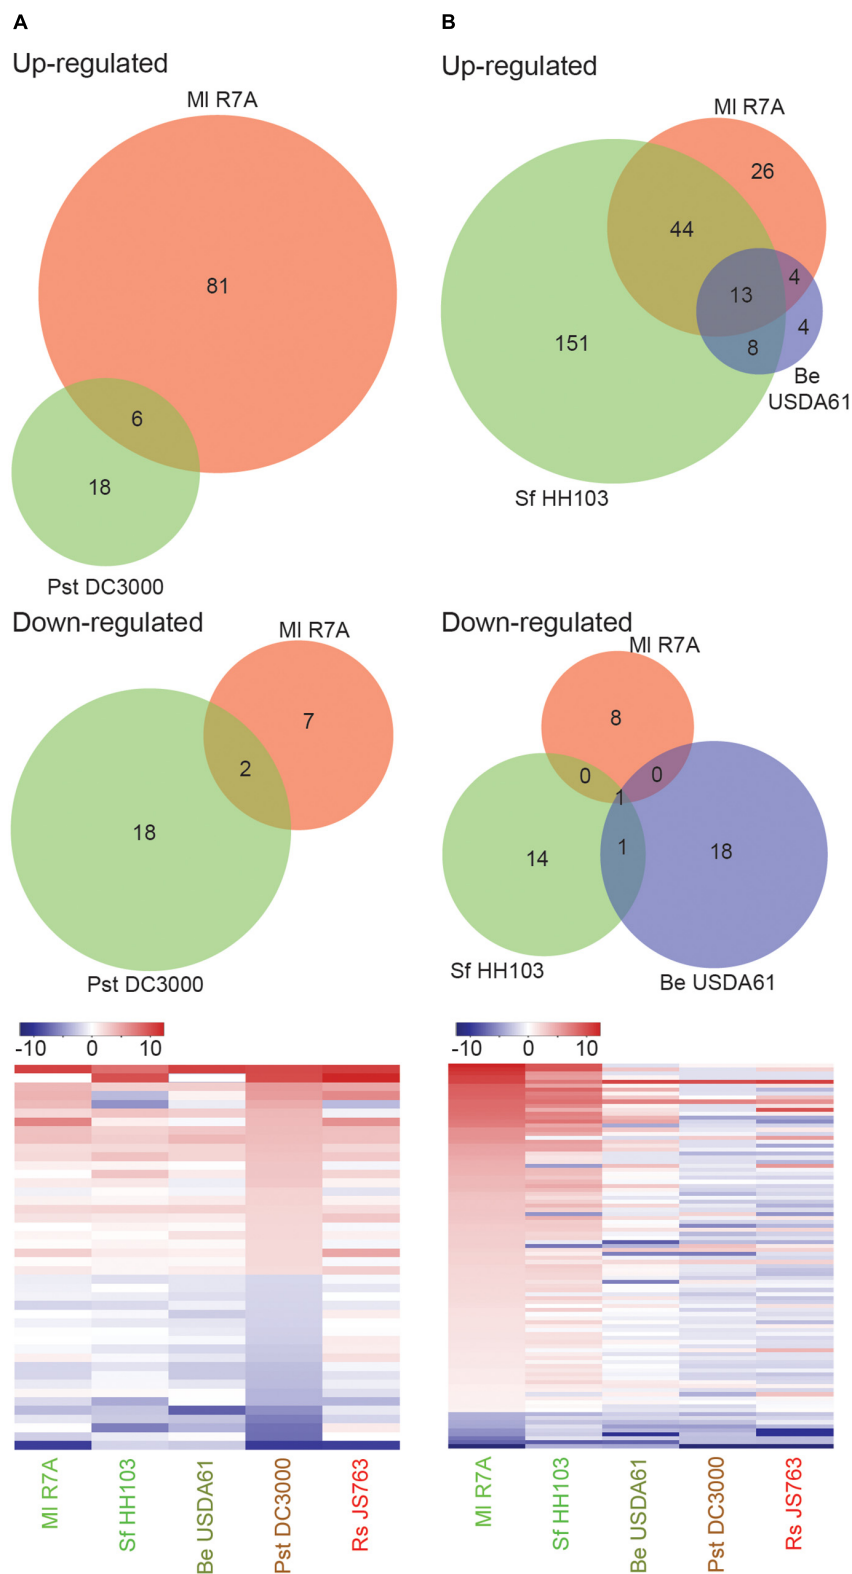 A
Up-regulated
Ml R7A
81
6
18
Pst DC3000
Down-regulated
Ml R7A
7
2
18
Pst DC3000
-10 0 10
Ml R7A
Sf HH103
Be USDA61
Pst DC3000
Rs JS763
B
Up-regulated
Ml R7A
26
44
4
13
4
151
8
Be
USDA61
Sf HH103
Down-regulated
Ml R7A
8
0
0
1
1
14
18
Sf HH103
Be USDA61
-10 0 10
Ml R7A
Sf HH103
Be USDA61
Pst DC3000
Rs JS763